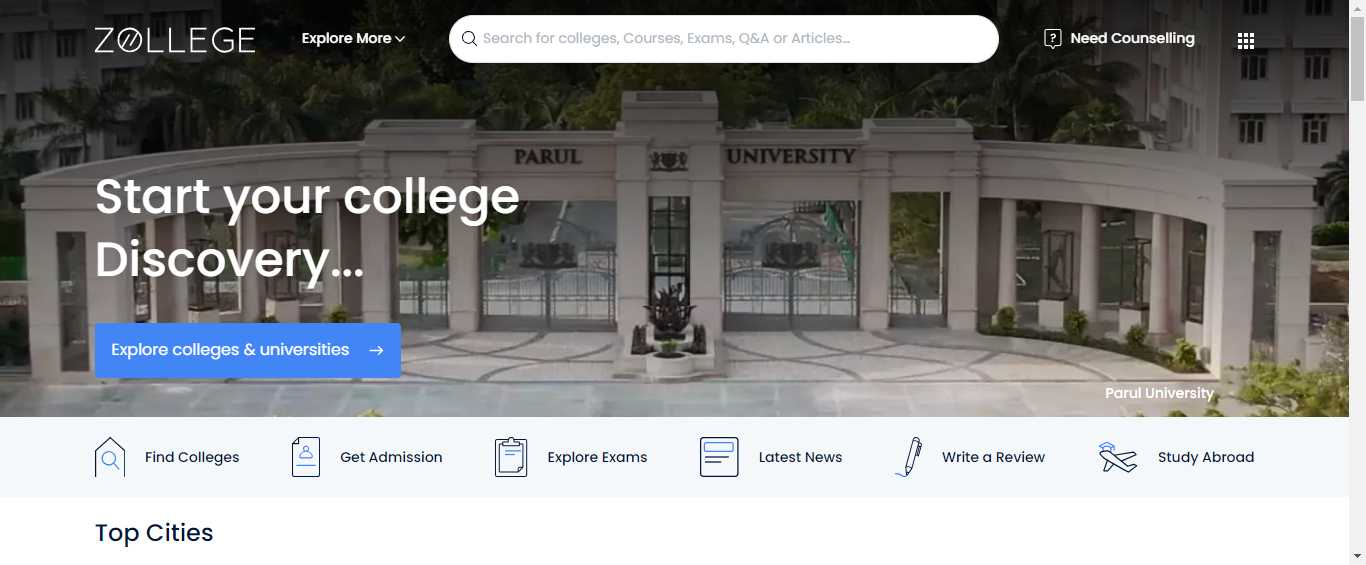 ZOLLEGE
Explore More
Search for colleges, Courses, Exams, Q&A or Articles...
Need Counselling
PARUL UNIVERSITY
Start your college
Discovery...
Explore colleges & universities
Parul University
Find Colleges
Get Admission
Explore Exams
Latest News
Write a Review
Study Abroad
Top Cities